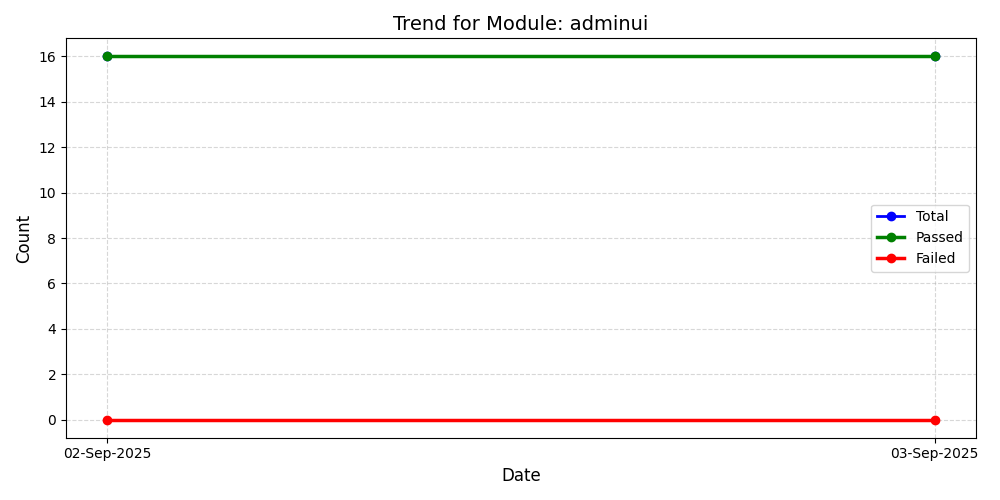 Trend for Module: adminui
16
14
12
10
8
6
4
2
0
Count
Total
Passed
Failed
02-Sep-2025
03-Sep-2025
Date